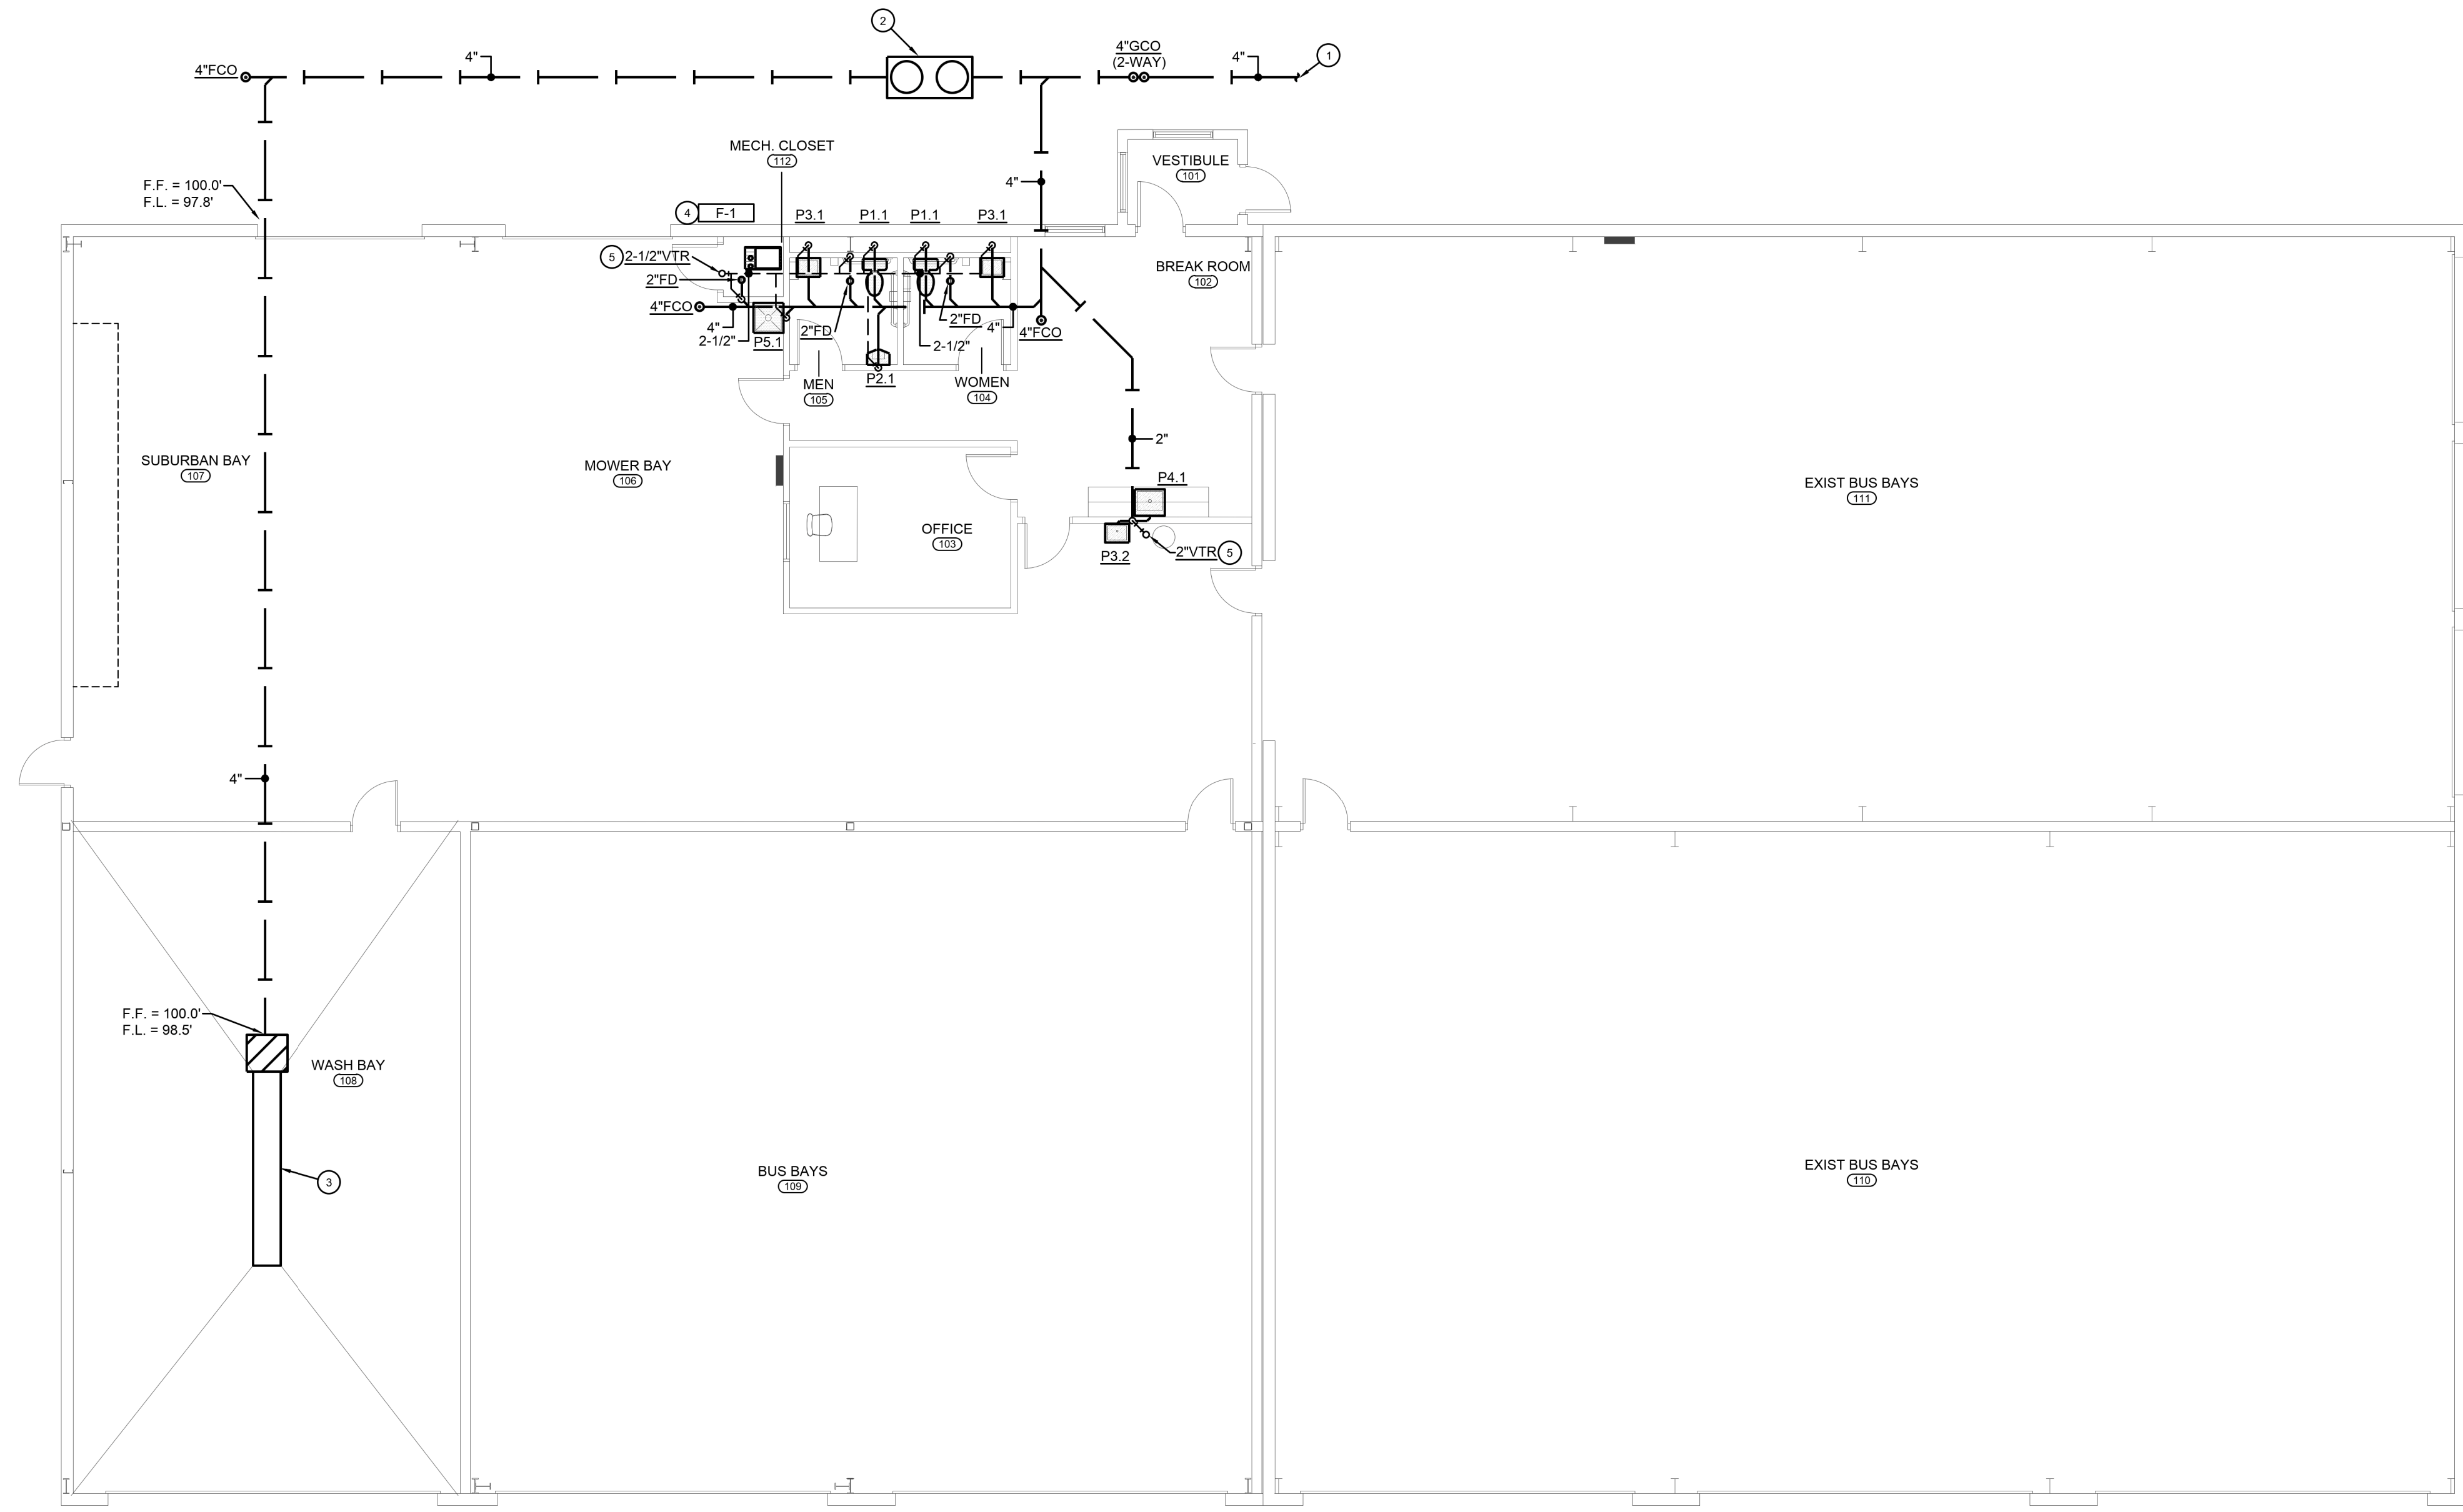 2
4"GCO
(2-WAY)
4"
4"
1
4"FCO
MECH. CLOSET
112
VESTIBULE
101
F.F. = 100.0'
F.L. = 97.8'
4"
4
F-1
P3.1
P1.1
P1.1
P3.1
5
2-1/2"VTR
2"FD
BREAK ROOM
102
4"FCO
4"
2-1/2"
P5.1
2"FD
2"FD
4"
4"FCO
2-1/2"
P2.1
MEN
105
WOMEN
104
2"
SUBURBAN BAY
107
MOWER BAY
106
P4.1
EXIST BUS BAYS
111
OFFICE
103
P3.2
2"VTR
5
4"
F.F. = 100.0'
F.L. = 98.5'
WASH BAY
108
3
BUS BAYS
109
EXIST BUS BAYS
110